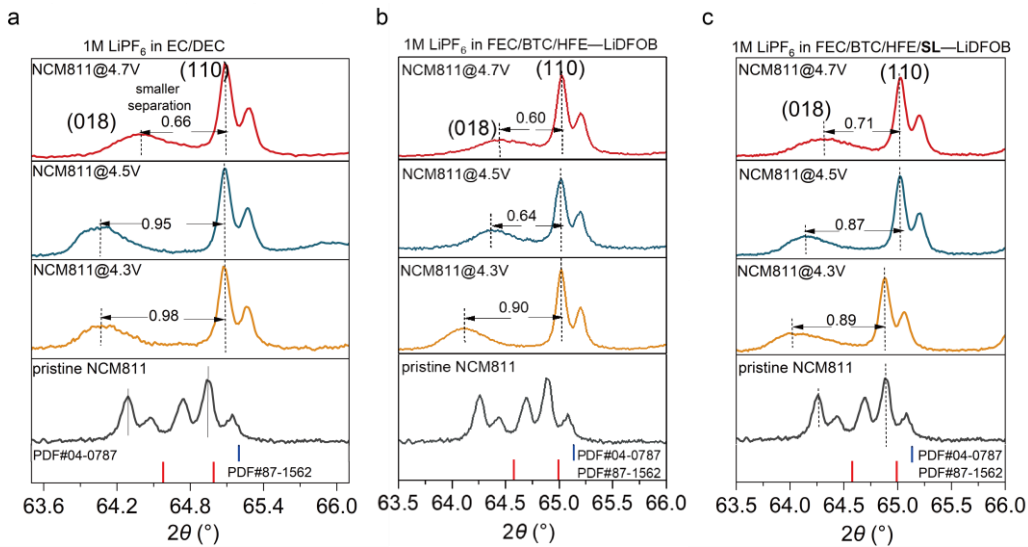 a
1M LiPF6 in EC/DEC
NCM811@4.7V
(110)
smaller
separation
(018)
0.66
NCM811@4.5V
0.95
NCM811@4.3V
0.98
pristine NCM811
PDF#04-0787
PDF#87-1562
63.5 64.2 64.8 65.4 66.0
2θ (°)
b
1M LiPF6 in FEC/BTC/HFE—LiDFOB
NCM811@4.7V
(110)
(018)
0.60
NCM811@4.5V
0.64
NCM811@4.3V
0.90
pristine NCM811
PDF#04-0787
PDF#87-1562
63.5 64.0 64.5 65.0 65.5 66.0
2θ (°)
c
1M LiPF6 in FEC/BTC/HFE/SL—LiDFOB
NCM811@4.7V
(110)
(018)
0.71
NCM811@4.5V
0.87
NCM811@4.3V
0.89
pristine NCM811
PDF#04-0787
PDF#87-1562
63.5 64.0 64.5 65.0 65.5 66.0
2θ (°)